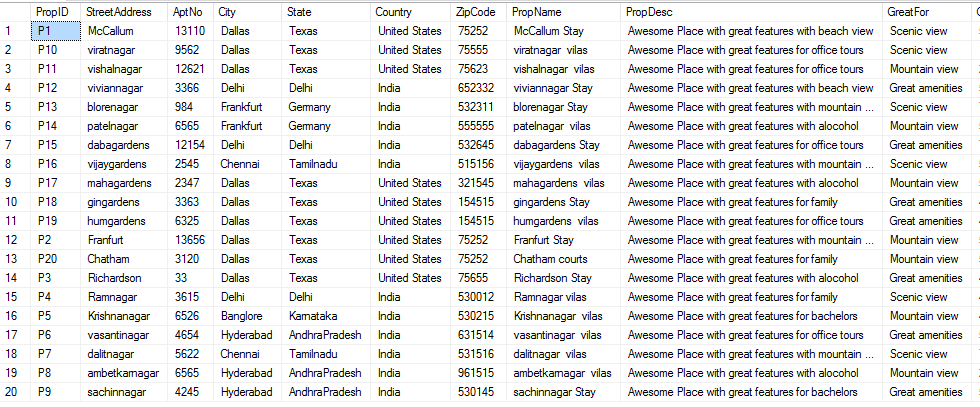 PropID StreetAddress AptNo City State Country ZipCode PropName PropDesc GreatFor
1 P1 McCallum 13110 Dallas Texas United States 75252 McCallum Stay Awesome Place with great features with beach view Scenic view
2 P10 viratnagar 9562 Dallas Texas United States 75555 viratnagar vilas Awesome Place with great features for office tours Scenic view
3 P11 vishalnagar 12621 Dallas Texas United States 75623 vishalnagar vilas Awesome Place with great features for office tours Mountain view
4 P12 viviannagar 3366 Delhi Delhi India 652332 viviannagar Stay Awesome Place with great features with beach view Great amenities
5 P13 blorenagar 984 Frankfurt Germany India 532311 blorenagar Stay Awesome Place with great features with mountain ... Scenic view
6 P14 patelnagar 6565 Frankfurt Germany India 555555 patelnagar vilas Awesome Place with great features with alocohol Mountain view
7 P15 dabagardens 12154 Delhi Delhi India 532645 dabagardens Stay Awesome Place with great features for office tours Great amenities
8 P16 vijaygardens 2545 Chennai Tamilnadu India 515156 vijaygardens vilas Awesome Place with great features with mountain ... Scenic view
9 P17 mahagardens 2347 Dallas Texas United States 321545 mahagardens vilas Awesome Place with great features with alocohol Mountain view
10 P18 gingardens 3363 Dallas Texas United States 154515 gingardens Stay Awesome Place with great features for family Great amenities
11 P19 humgardens 6325 Dallas Texas United States 154515 humgardens vilas Awesome Place with great features for office tours Great amenities
12 P2 Franfurt 13656 Dallas Texas United States 75252 Franfurt Stay Awesome Place with great features with mountain ... Mountain view
13 P20 Chatham 3120 Dallas Texas United States 75252 Chatham courts Awesome Place with great features for family Mountain view
14 P3 Richardson 33 Dallas Texas United States 75655 Richardson Stay Awesome Place with great features with alocohol Great amenities
15 P4 Ramnagar 3615 Delhi Delhi India 530012 Ramnagar vilas Awesome Place with great features for family Scenic view
16 P5 Krishnanagar 6526 Banglore Karnataka India 530215 Krishnanagar vilas Awesome Place with great features for bachelors Mountain view
17 P6 vasantinagar 4654 Hyderabad AndhraPradesh India 631514 vasantinagar vilas Awesome Place with great features for office tours Great amenities
18 P7 dalitnagar 5622 Chennai Tamilnadu India 531516 dalitnagar vilas Awesome Place with great features with mountain ... Scenic view
19 P8 ambetkarnagar 6565 Hyderabad AndhraPradesh India 961515 ambetkarnagar vilas Awesome Place with great features with alocohol Mountain view
20 P9 sachinnagar 4245 Hyderabad AndhraPradesh India 530145 sachinnagar Stay Awesome Place with great features for bachelors Great amenities